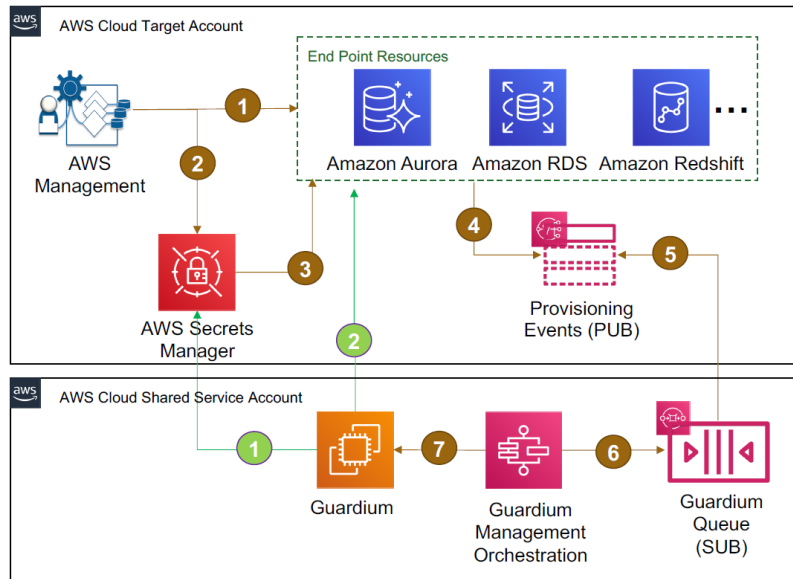 aws
AWS Cloud Target Account
End Point Resources
1
2
AWS
Management
Amazon Aurora
Amazon RDS
Amazon Redshift
...
3
4
5
AWS Secrets
Manager
Provisioning
Events (PUB)
2
aws
AWS Cloud Shared Service Account
1
7
6
Guardium
Guardium
Management
Orchestration
Guardium
Queue
(SUB)